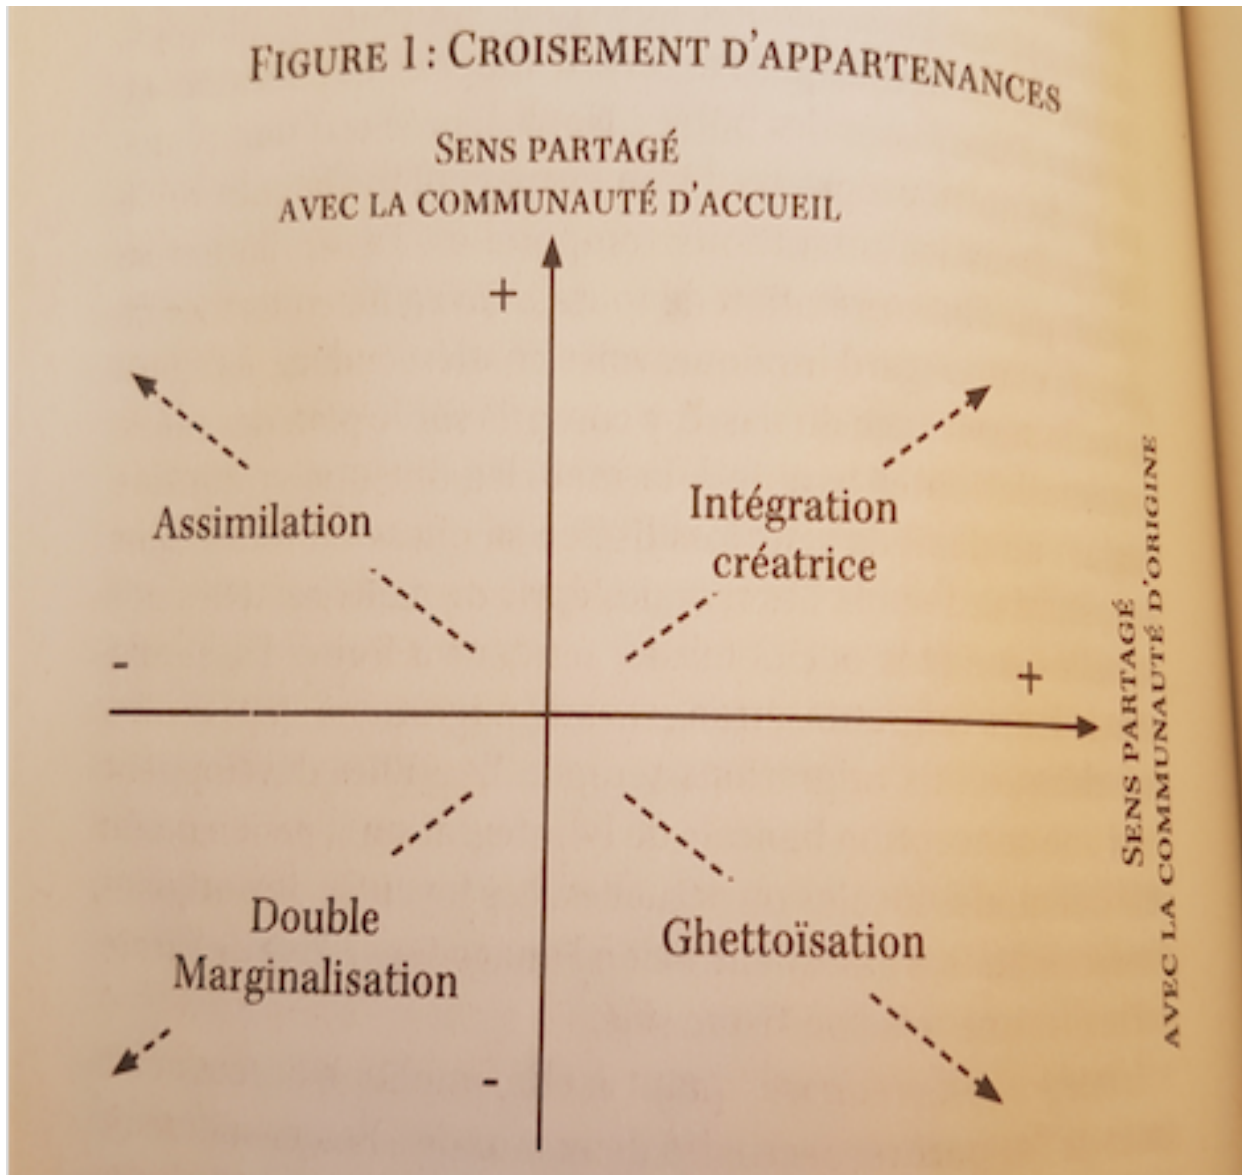 FIGURE 1 : CROISEMENT D'APPARTENANCES
SENS PARTAGÉ
AVEC LA COMMUNAUTÉ D'ACCUEIL
+
Assimilation
Intégration
créatrice
-
+
SENS PARTAGÉ
AVEC LA COMMUNAUTÉ D'ORIGINE
Double
Marginalisation
Ghettoïsation
-